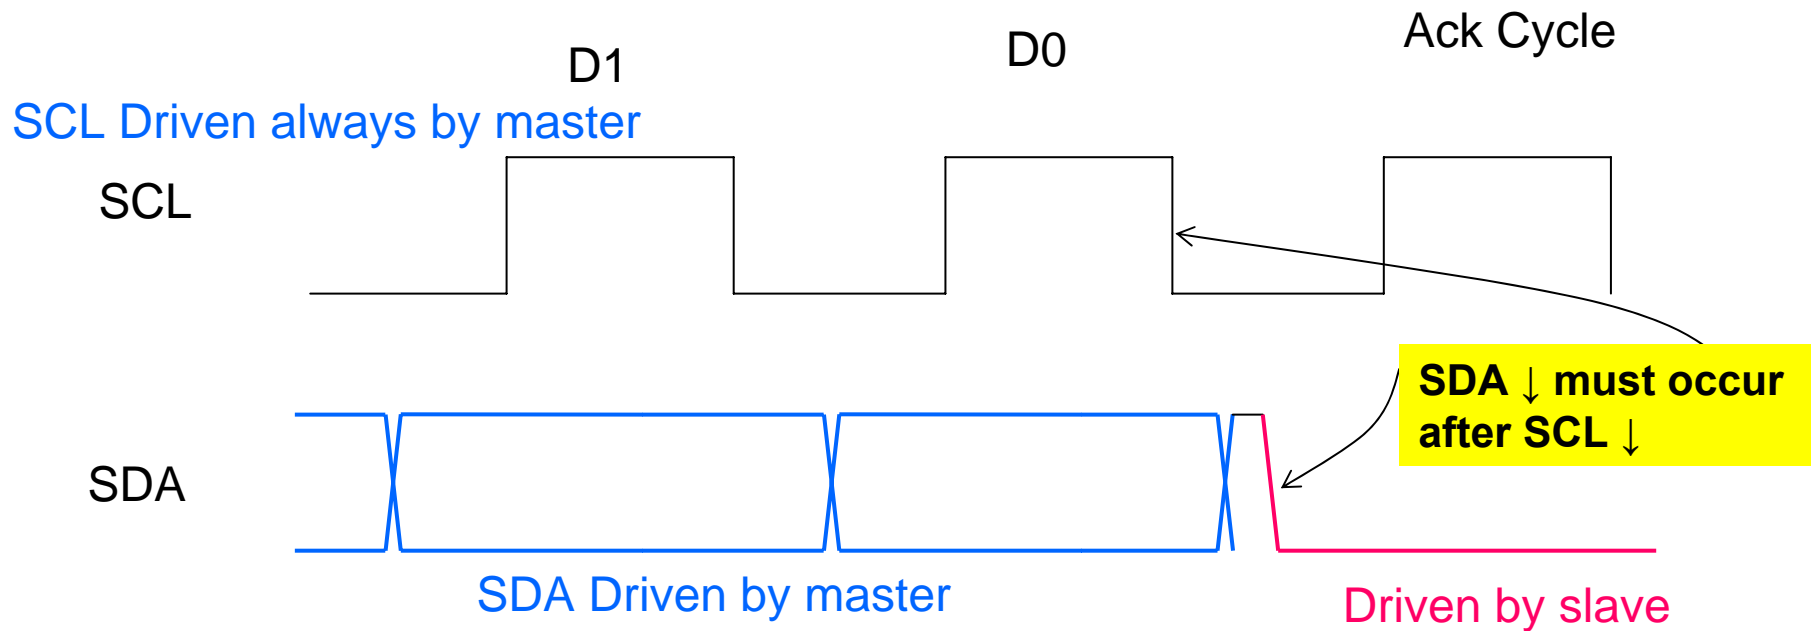 Ack Cycle
D0
D1
SCL Driven always by master
SCL
SDA ↓ must occur
after SCL ↓
SDA
SDA Driven by master
Driven by slave